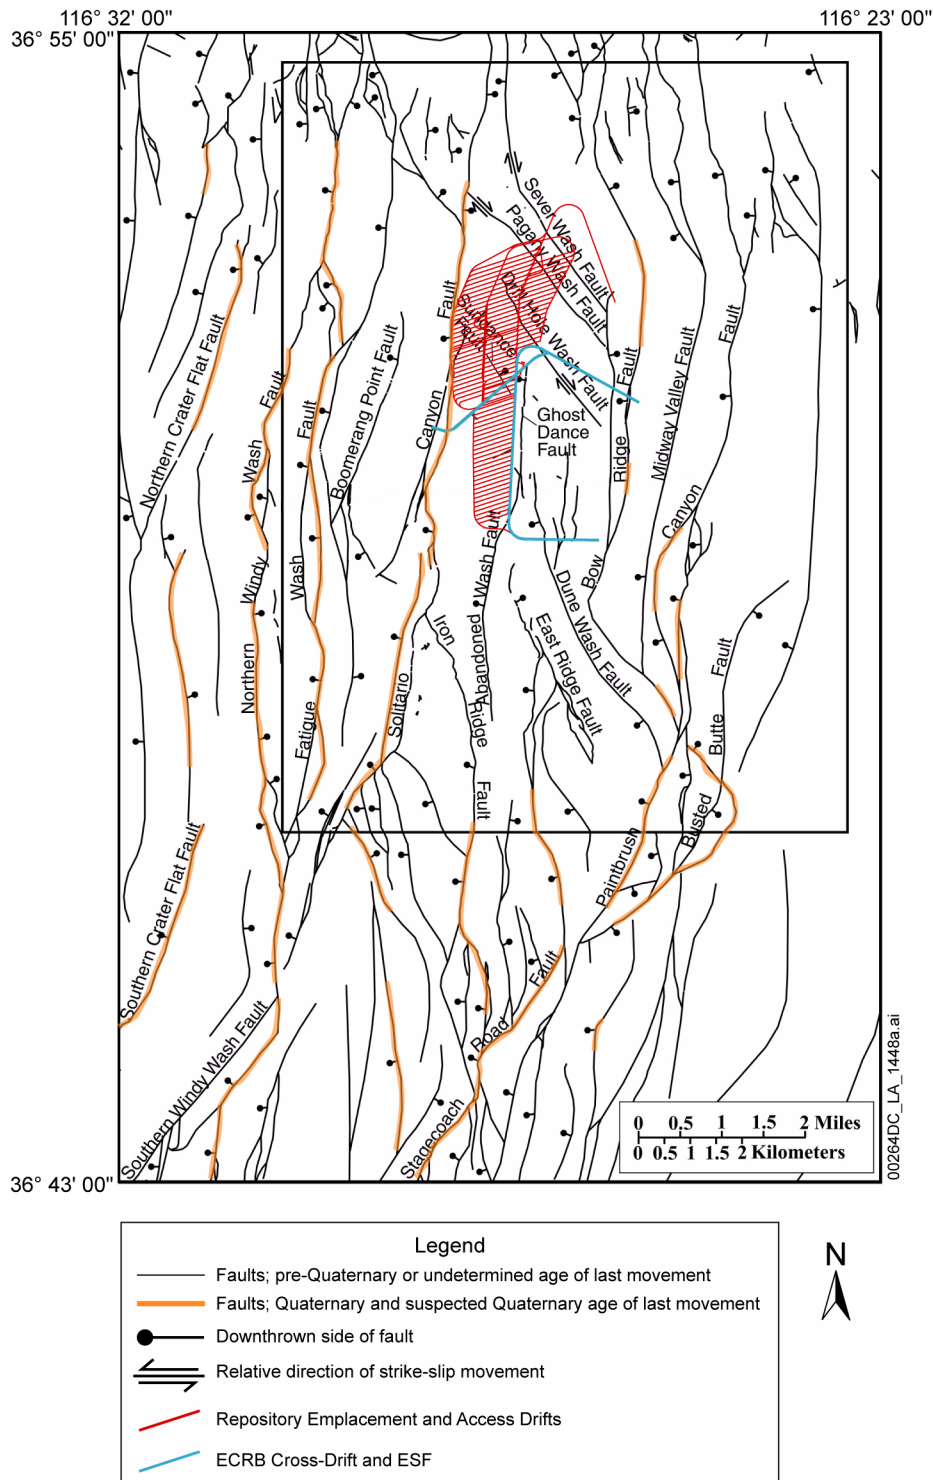 116° 32' 00"
116° 23' 00"
36° 55' 00"
Sever Wash Fault
Pagany Wash Fault
Drill Hole Wash Fault
Sundance
Fault
Fault
Canyon
Solitario
Northern Crater Flat Fault
Fault
Wash
Windy
Northern
Fault
Wash
Fatigue
Boomerang Point Fault
Ghost
Dance
Fault
Fault
Ridge
Bow
Midway Valley Fault
Fault
Canyon
Paintbrush
Wash Fault
Abandoned
Iron
Ridge
Fault
Dune Wash Fault
East Ridge Fault
Fault
Butte
Busted
Southern Crater Flat Fault
Southern Windy Wash Fault
Fault
Road
Stagecoach
0 0.5 1 1.5 2 Miles
0 0.5 1 1.5 2 Kilometers
00264DC_LA_1448a.ai
36° 43' 00"
Legend
Faults; pre-Quaternary or undetermined age of last movement
Faults; Quaternary and suspected Quaternary age of last movement
Downthrown side of fault
Relative direction of strike-slip movement
Repository Emplacement and Access Drifts
ECRB Cross-Drift and ESF
N